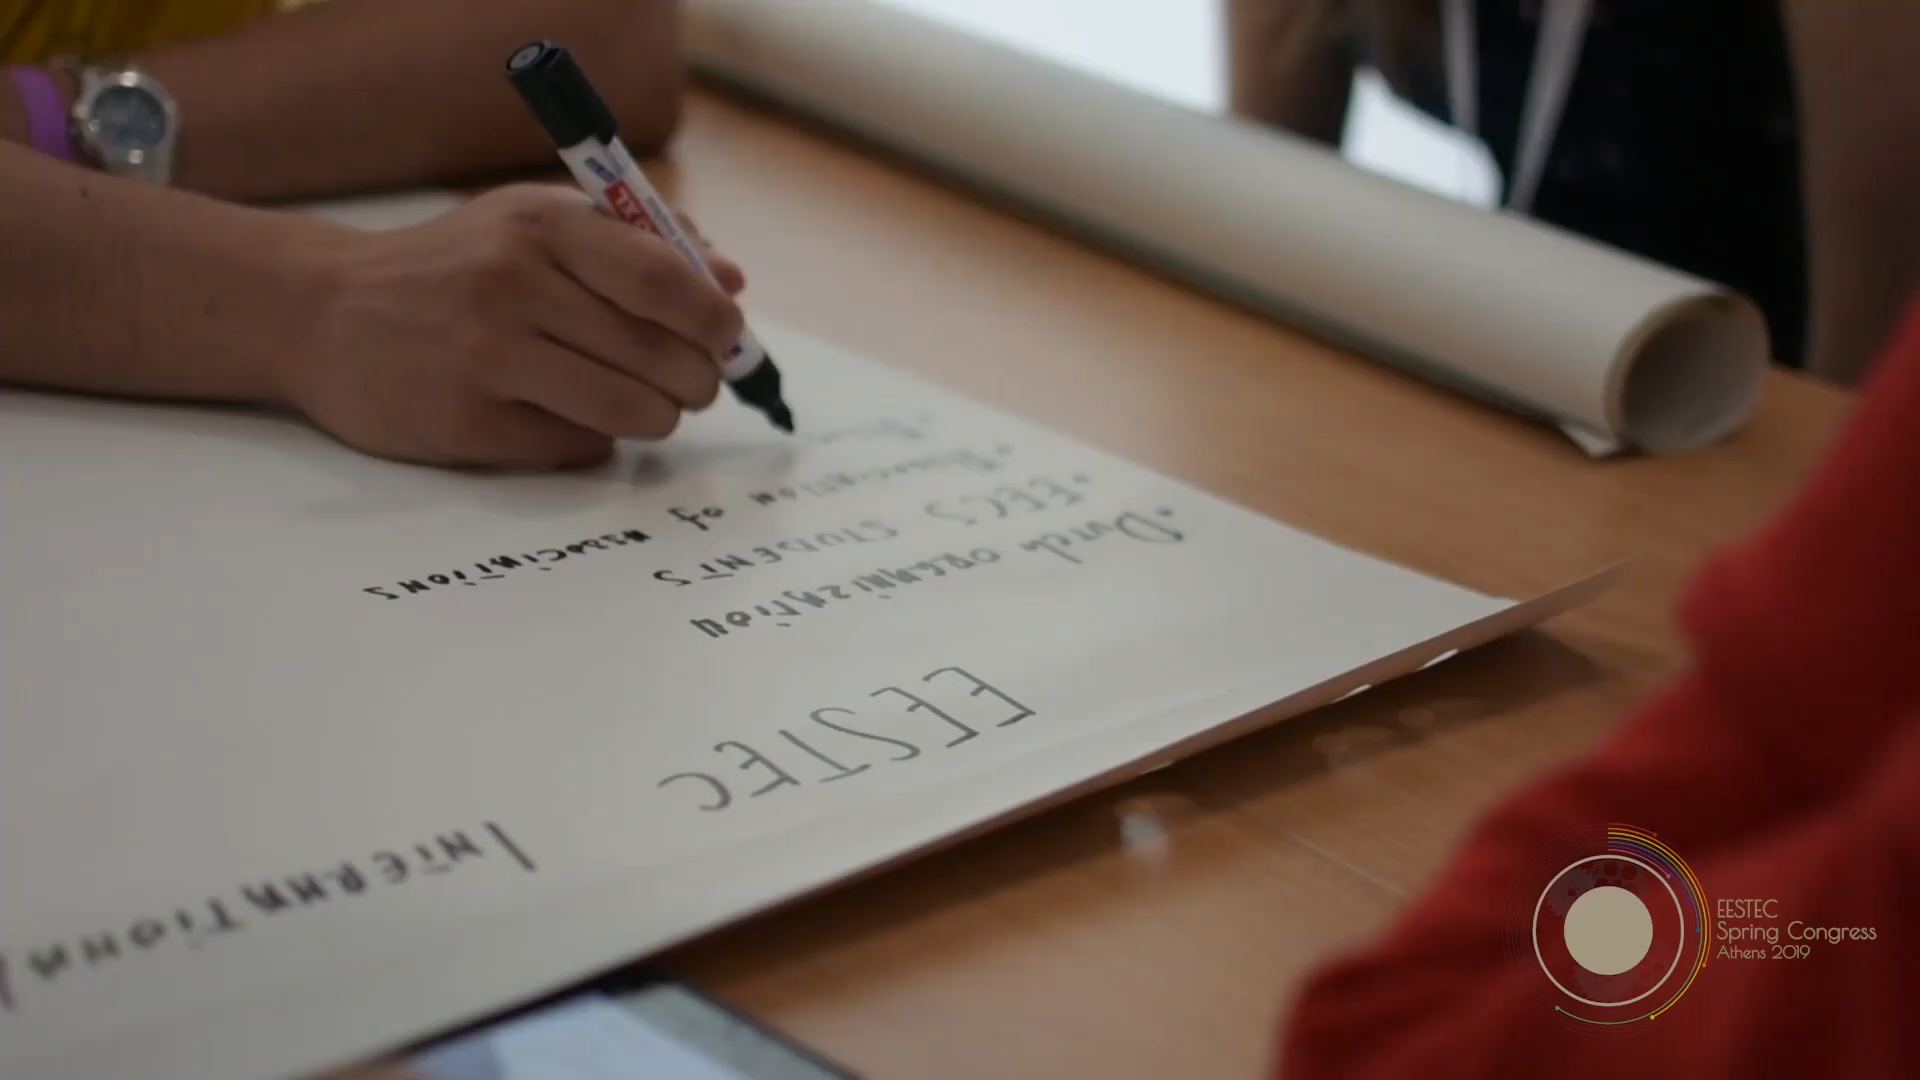 INTERNATIONAL
EESTEC
• DUTCH ORGANIZATION
• EECS STUDENTS
ASSOCIATION OF ASSOCIATIONS
EESTEC
Spring Congress
Athens 2019